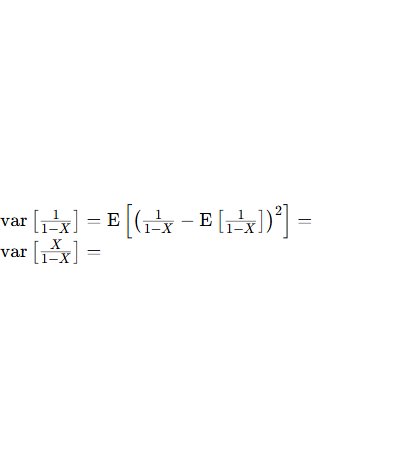 var [1/(1−X)] = E [(1/(1−X) − E [1/(1−X)])²] =
var [X/(1−X)] =